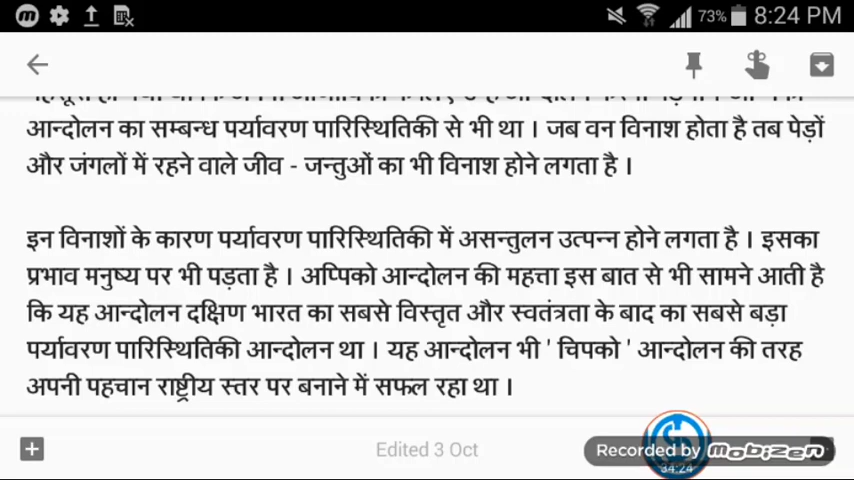 73% 8:24 PM
आन्दोलन का सम्बन्ध पर्यावरण पारिस्थितिकी से भी था । जब वन विनाश होता है तब पेड़ों
और जंगलों में रहने वाले जीव - जन्तुओं का भी विनाश होने लगता है ।
इन विनाशों के कारण पर्यावरण पारिस्थितिकी में असन्तुलन उत्पन्न होने लगता है । इसका
प्रभाव मनुष्य पर भी पड़ता है । अप्पिको आन्दोलन की महत्ता इस बात से भी सामने आती है
कि यह आन्दोलन दक्षिण भारत का सबसे विस्तृत और स्वतंत्रता के बाद का सबसे बड़ा
पर्यावरण पारिस्थितिकी आन्दोलन था । यह आन्दोलन भी ' चिपको ' आन्दोलन की तरह
अपनी पहचान राष्ट्रीय स्तर पर बनाने में सफल रहा था ।
Edited 3 Oct
Recorded by mobizen
34:24